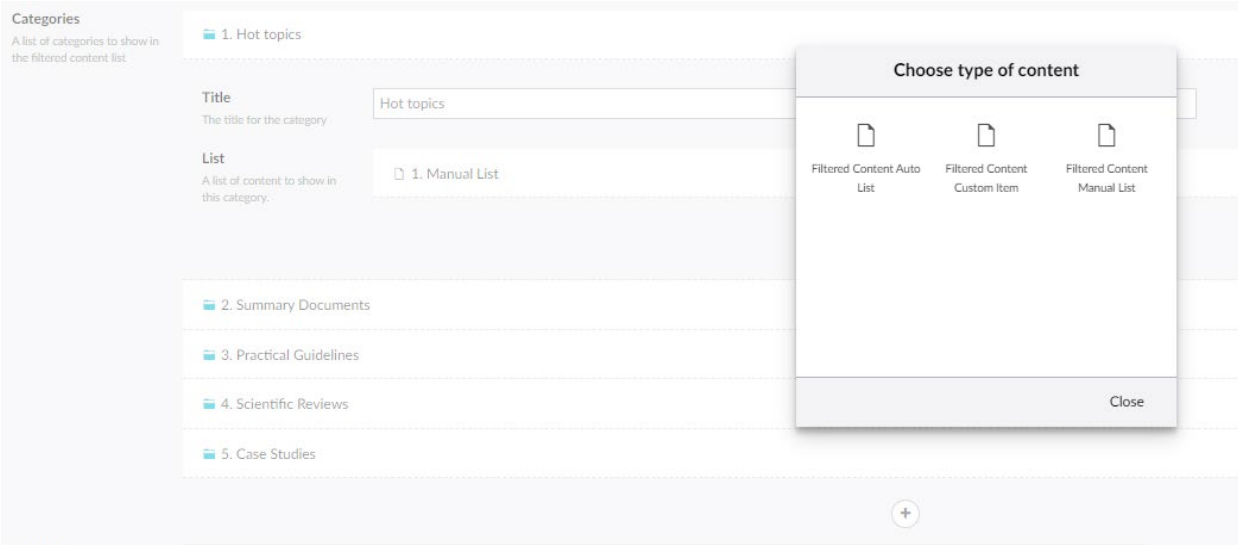 Categories
A list of categories to show in
the filtered content list
1. Hot topics
Title
The title for the category
Hot topics
List
A list of content to show in
this category.
1. Manual List
2. Summary Documents
3. Practical Guidelines
4. Scientific Reviews
5. Case Studies
+
Choose type of content
Filtered Content Auto
List
Filtered Content
Custom Item
Filtered Content
Manual List
Close